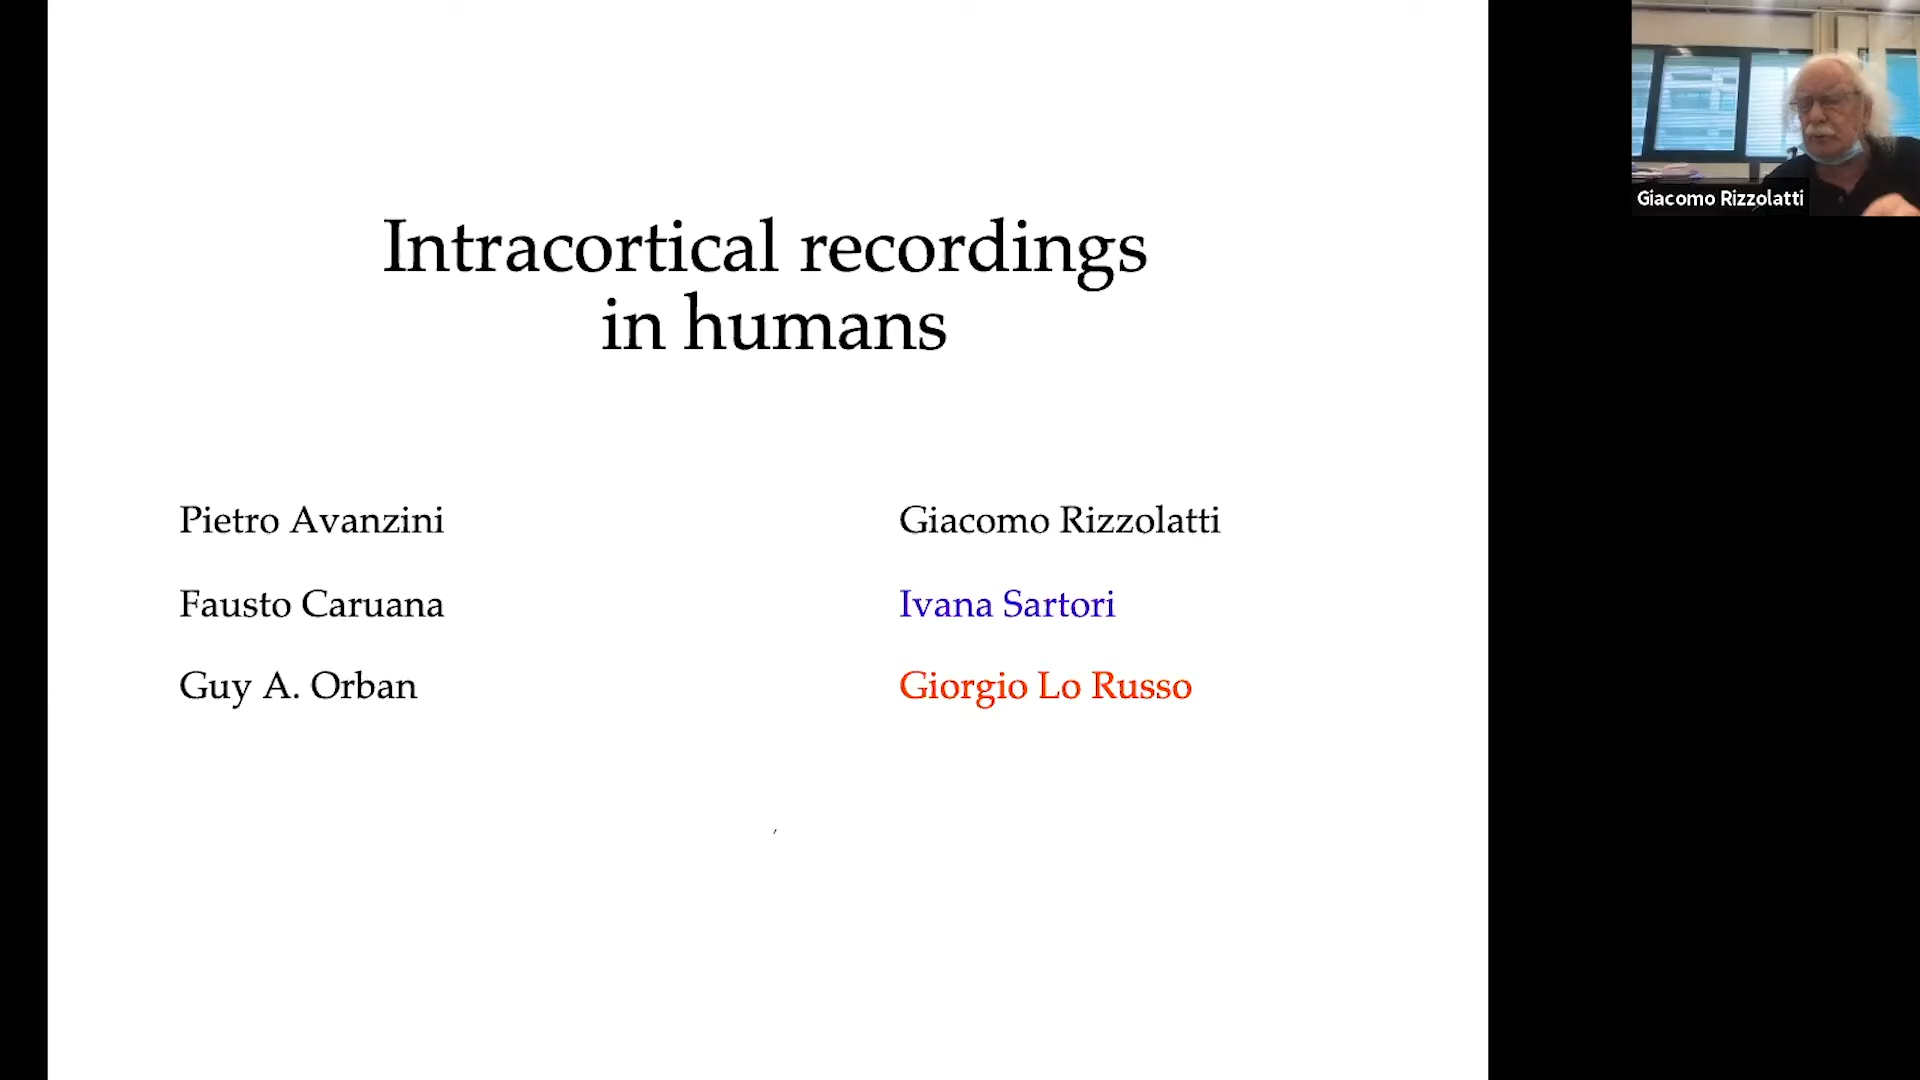 Intracortical recordings
in humans
Pietro Avanzini
Fausto Caruana
Guy A. Orban
Giacomo Rizzolatti
Ivana Sartori
Giorgio Lo Russo
,
Giacomo Rizzolatti